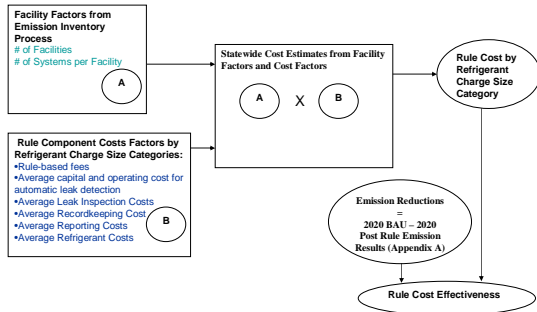 Facility Factors from
Emission Inventory
Process
# of Facilities
# of Systems per Facility
A
Statewide Cost Estimates from Facility
Factors and Cost Factors
A X B
Rule Cost by
Refrigerant
Charge Size
Category
Rule Component Costs Factors by
Refrigerant Charge Size Categories:
•Rule-based fees
•Average capital and operating cost for
automatic leak detection
•Average Leak Inspection Costs
•Average Recordkeeping Cost
•Average Reporting Costs
•Average Refrigerant Costs
B
Emission Reductions
=
2020 BAU – 2020
Post Rule Emission
Results (Appendix A)
Rule Cost Effectiveness